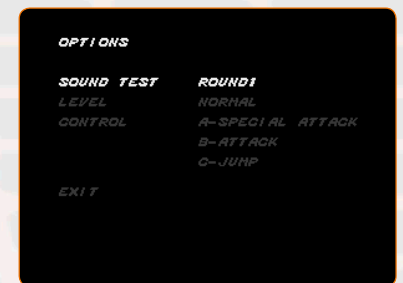 OPTIONS
SOUND TEST ROUND1
LEVEL NORMAL
CONTROL A-SPECIAL ATTACK
B-ATTACK
C-JUMP
EXIT